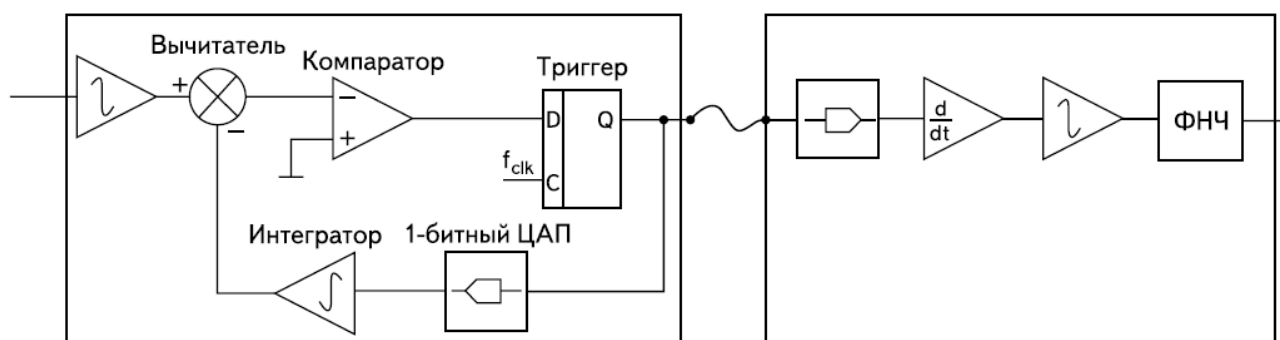 Вычитатель
Компаратор
Триггер
+
−
−
+
D
Q
f_clk
C
d
dt
ФНЧ
Интегратор
1-битный ЦАП